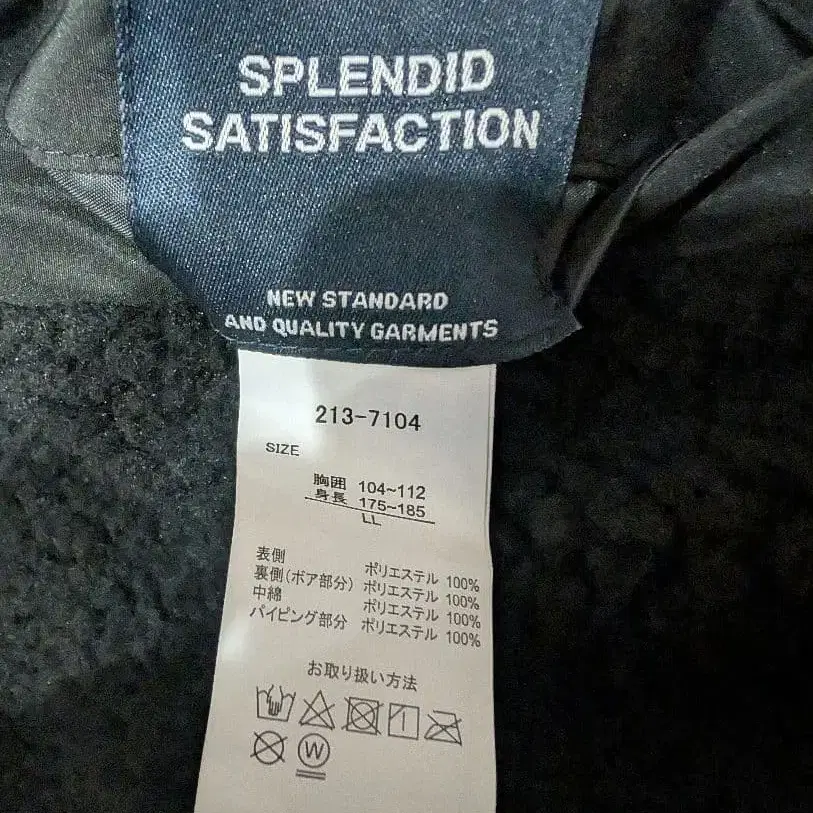 SPLENDID
SATISFACTION
NEW STANDARD
AND QUALITY GARMENTS
213-7104
SIZE
胸囲 104~112
身長 175~185
LL
表側 ポリエステル 100%
裏側(ボア部分) ポリエステル 100%
中綿 ポリエステル 100%
パイピング部分 ポリエステル 100%
お取り扱い方法
W